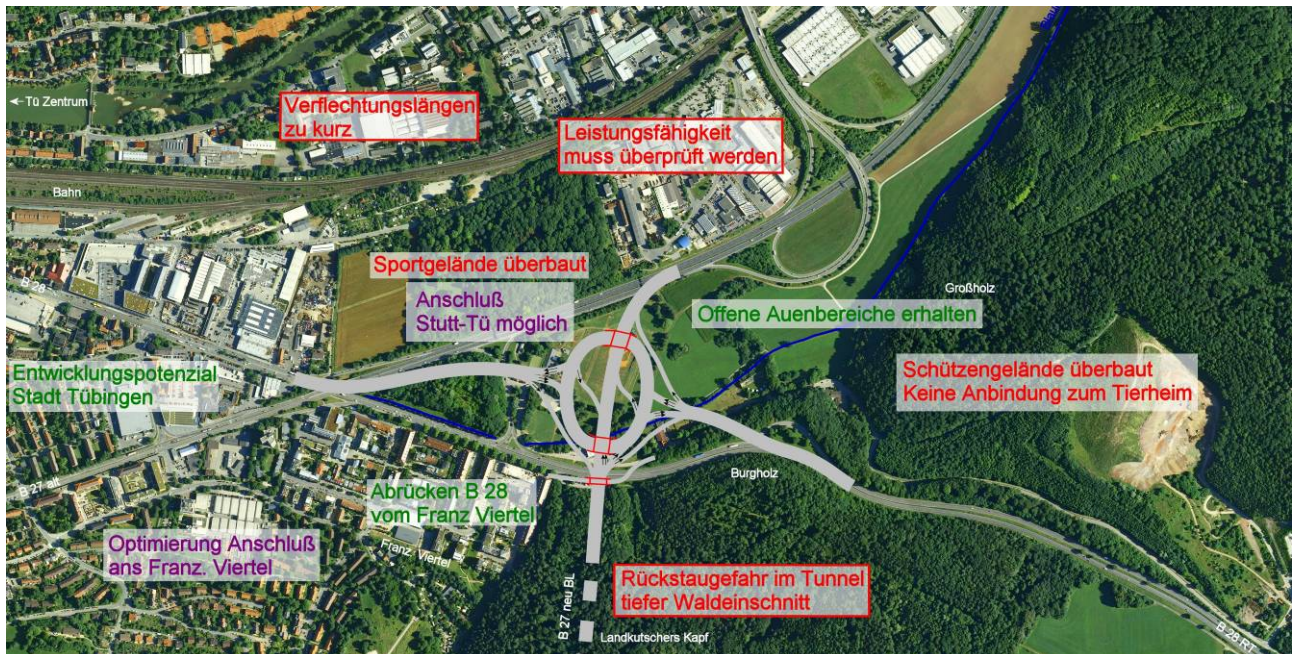 ← Tü Zentrum
Verflechtungslängen
zu kurz
Leistungsfähigkeit
muss überprüft werden
Bahn
B 28
Sportgelände überbaut
Anschluß
Stutt-Tü möglich
Großholz
Offene Auenbereiche erhalten
Entwicklungspotenzial
Stadt Tübingen
Schützengelände überbaut
Keine Anbindung zum Tierheim
B 27 alt
Burgholz
Abrücken B 28
vom Franz Viertel
Optimierung Anschluß
ans Franz. Viertel
Franz. Viertel
Rückstaugefahr im Tunnel
tiefer Waldeinschnitt
B 27 neu BL
Landkutschers Kapf
B 28 RT